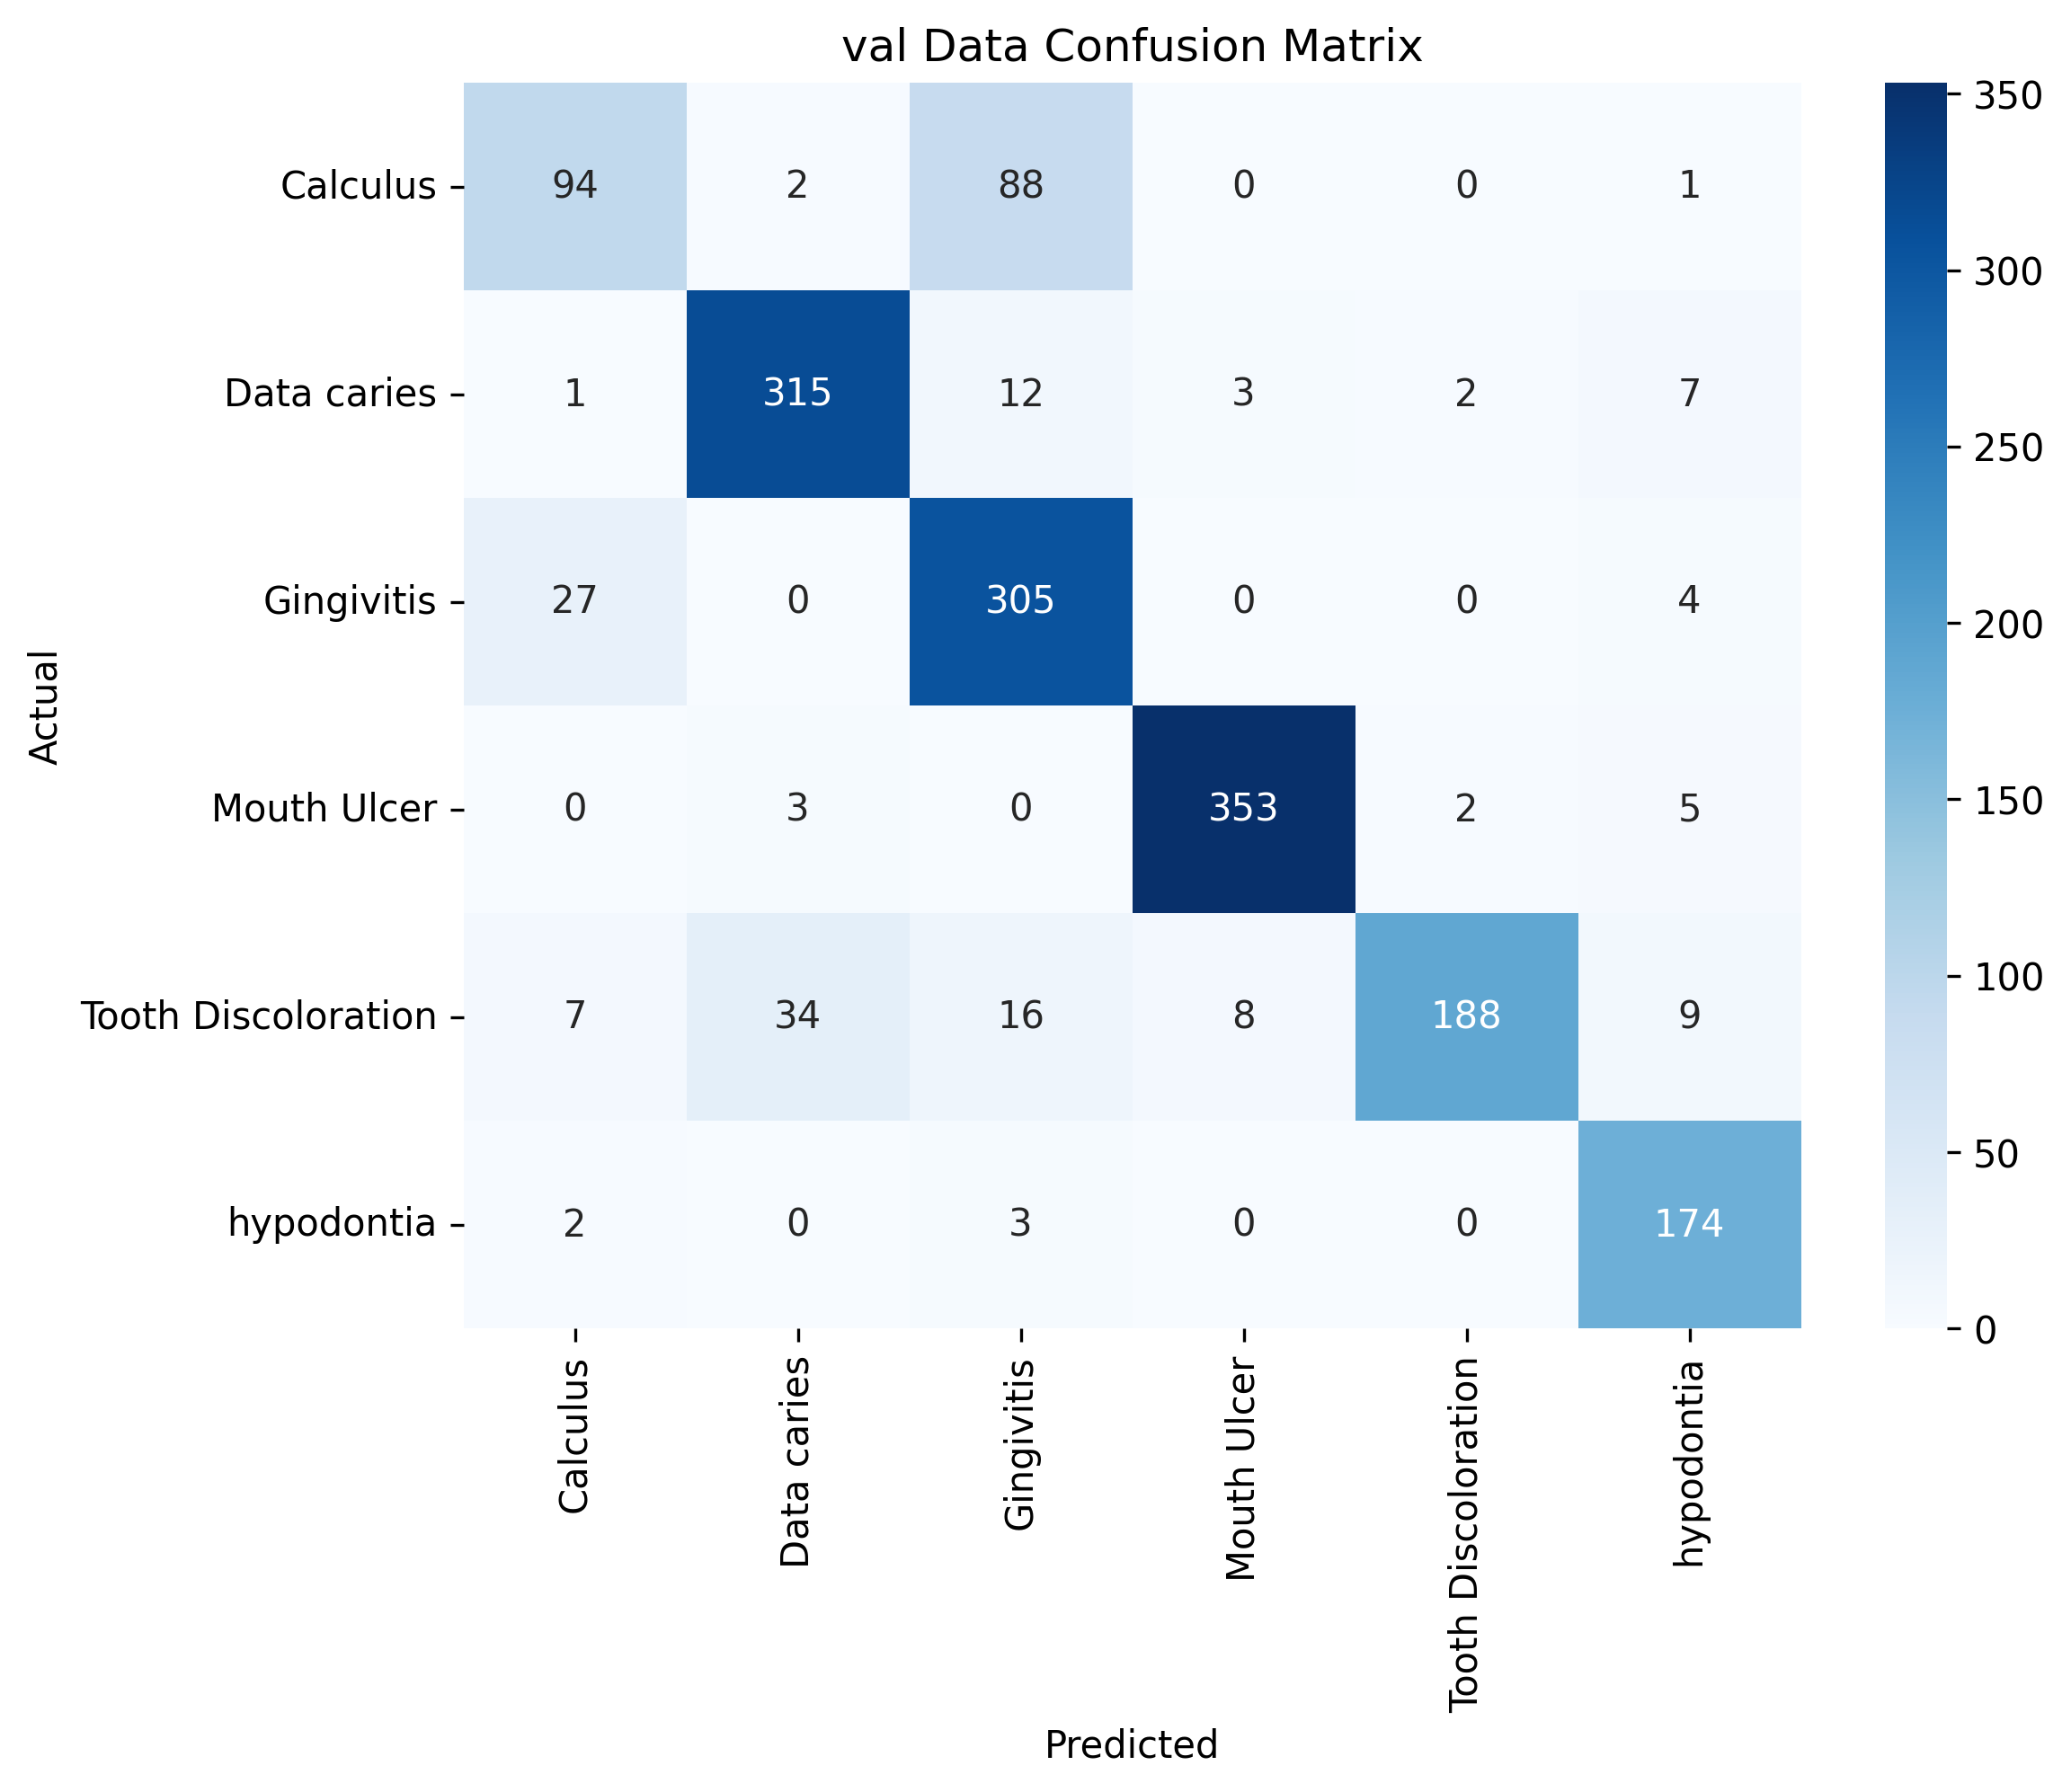 val Data Confusion Matrix
Calculus 94 2 88 0 0 1
Data caries 1 315 12 3 2 7
Gingivitis 27 0 305 0 0 4
Mouth Ulcer 0 3 0 353 2 5
Tooth Discoloration 7 34 16 8 188 9
hypodontia 2 0 3 0 0 174
Actual
Calculus
Data caries
Gingivitis
Mouth Ulcer
Tooth Discoloration
hypodontia
Predicted
350
300
250
200
150
100
50
0